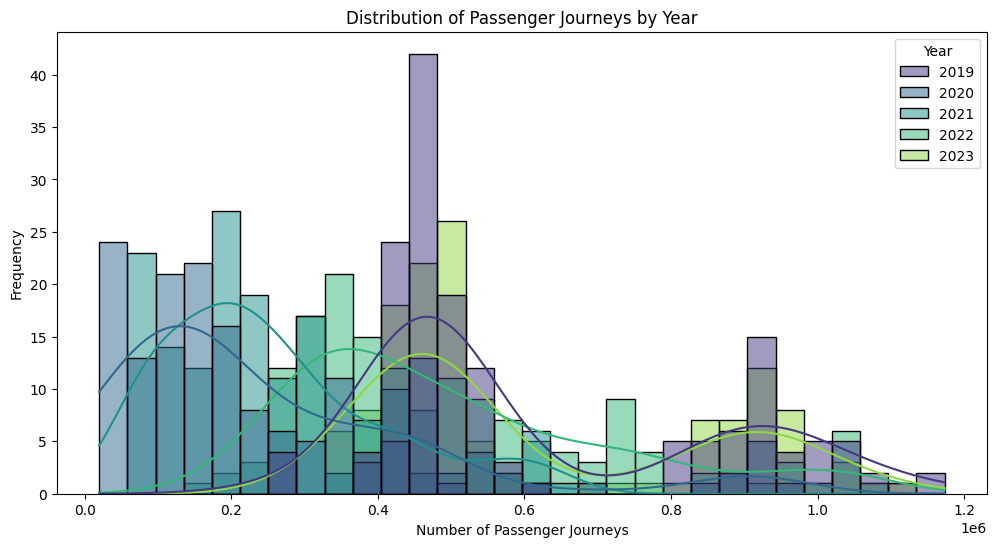 Distribution of Passenger Journeys by Year
Year
2019
2020
2021
2022
2023
Frequency
40
35
30
25
20
15
10
5
0
0.0 0.2 0.4 0.6 0.8 1.0 1.2
1e6
Number of Passenger Journeys